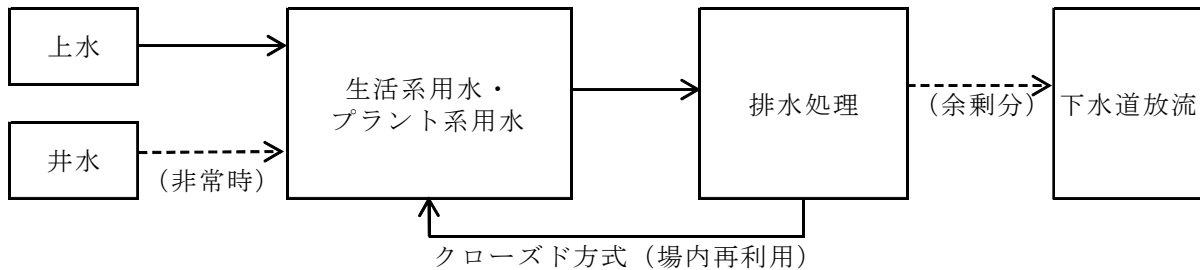 上水
井水
(非常時)
生活系用水・
プラント系用水
排水処理
(余剰分)
下水道放流
クローズド方式(場内再利用)